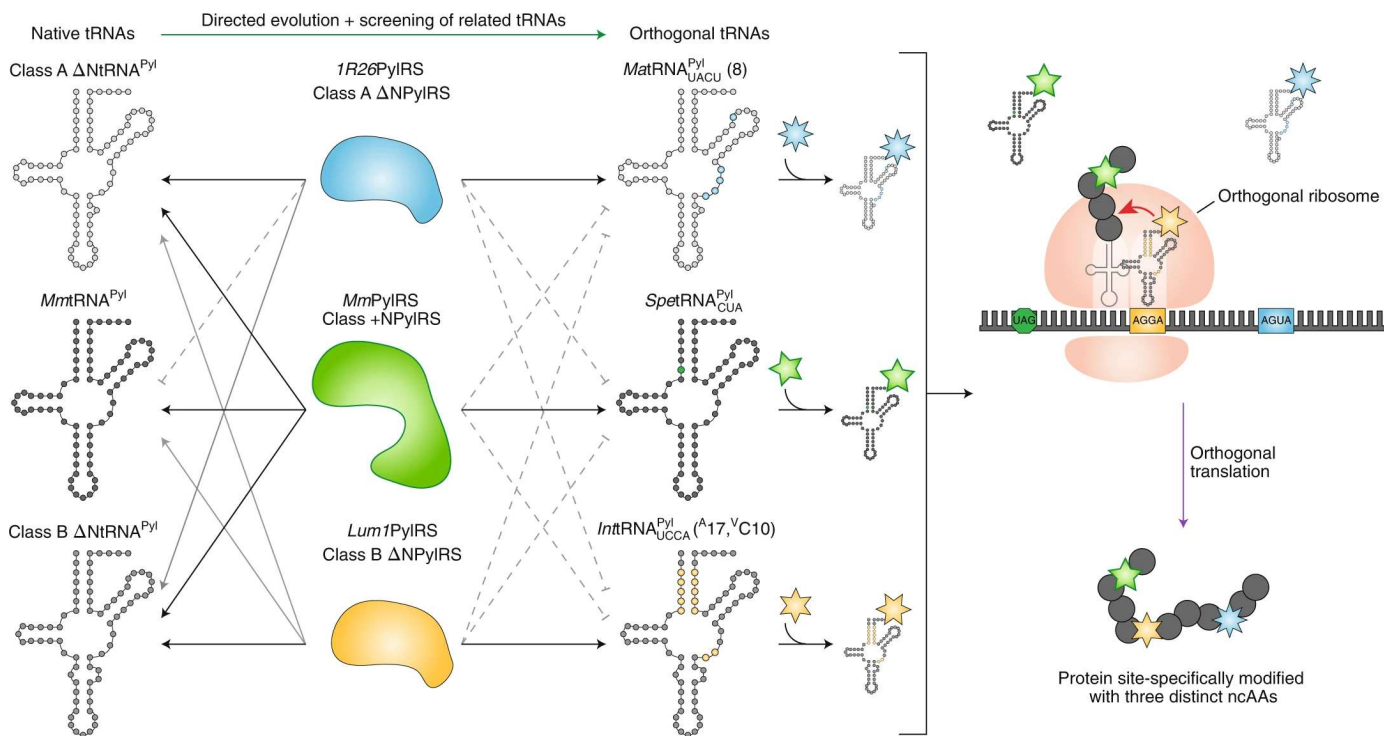 Directed evolution + screening of related tRNAs
Native tRNAs
Orthogonal tRNAs
Class A ΔNtRNA^Pyl
1R26PylRS
Class A ΔNPylRS
MatRNA^Pyl_UACU (8)
MmtRNA^Pyl
MmPylRS
Class +NPylRS
SpetRNA^Pyl_CUA
Class B ΔNtRNA^Pyl
Lum1PylRS
Class B ΔNPylRS
InttRNA^Pyl_UCCA (^A17,^VC10)
Orthogonal ribosome
UAG
AGGA
AGUA
Orthogonal
translation
Protein site-specifically modified
with three distinct ncAAs